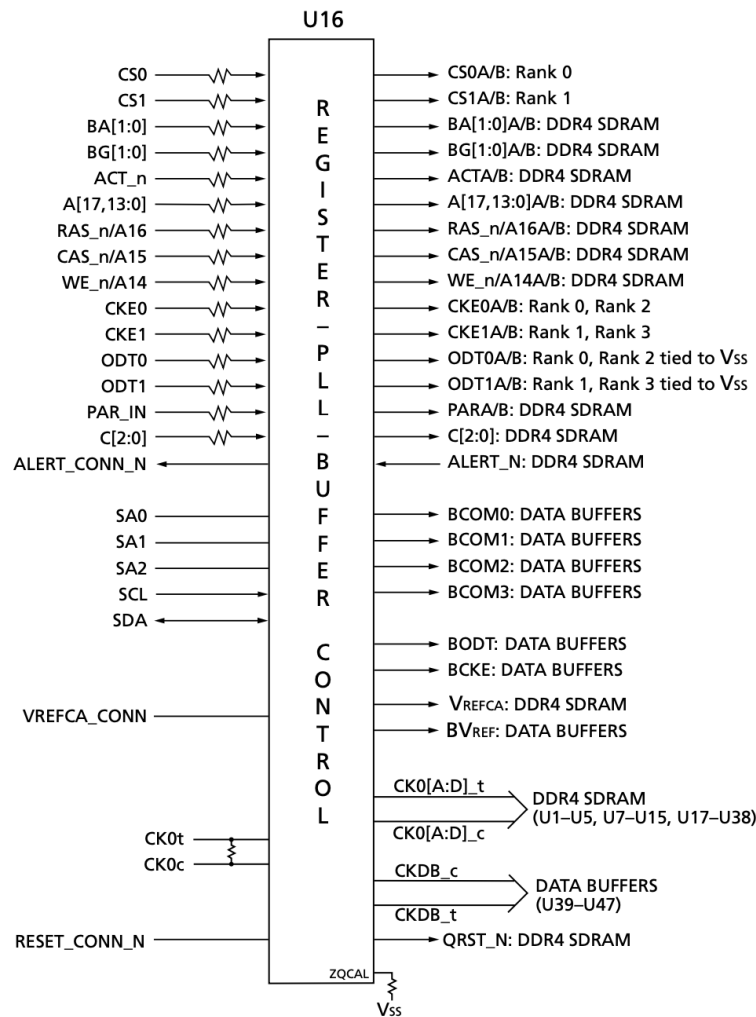 U16
CS0
CS0A/B: Rank 0
CS1
CS1A/B: Rank 1
BA[1:0]
BA[1:0]A/B: DDR4 SDRAM
BG[1:0]
BG[1:0]A/B: DDR4 SDRAM
ACT_n
ACTA/B: DDR4 SDRAM
A[17,13:0]
A[17,13:0]A/B: DDR4 SDRAM
RAS_n/A16
RAS_n/A16A/B: DDR4 SDRAM
CAS_n/A15
CAS_n/A15A/B: DDR4 SDRAM
WE_n/A14
WE_n/A14A/B: DDR4 SDRAM
CKE0
CKE0A/B: Rank 0, Rank 2
CKE1
CKE1A/B: Rank 1, Rank 3
ODT0
ODT0A/B: Rank 0, Rank 2 tied to VSS
ODT1
ODT1A/B: Rank 1, Rank 3 tied to VSS
PAR_IN
PARA/B: DDR4 SDRAM
C[2:0]
C[2:0]: DDR4 SDRAM
ALERT_CONN_N
ALERT_N: DDR4 SDRAM
REGISTER–PLL–BUFFER CONTROL
SA0
BCOM0: DATA BUFFERS
SA1
BCOM1: DATA BUFFERS
SA2
BCOM2: DATA BUFFERS
SCL
BCOM3: DATA BUFFERS
SDA
BODT: DATA BUFFERS
BCKE: DATA BUFFERS
VREFCA: DDR4 SDRAM
VREFCA_CONN
BVREF: DATA BUFFERS
CK0[A:D]_t
DDR4 SDRAM
(U1–U5, U7–U15, U17–U38)
CK0[A:D]_c
CK0t
CK0c
CKDB_c
DATA BUFFERS
(U39–U47)
CKDB_t
RESET_CONN_N
QRST_N: DDR4 SDRAM
ZQCAL
VSS